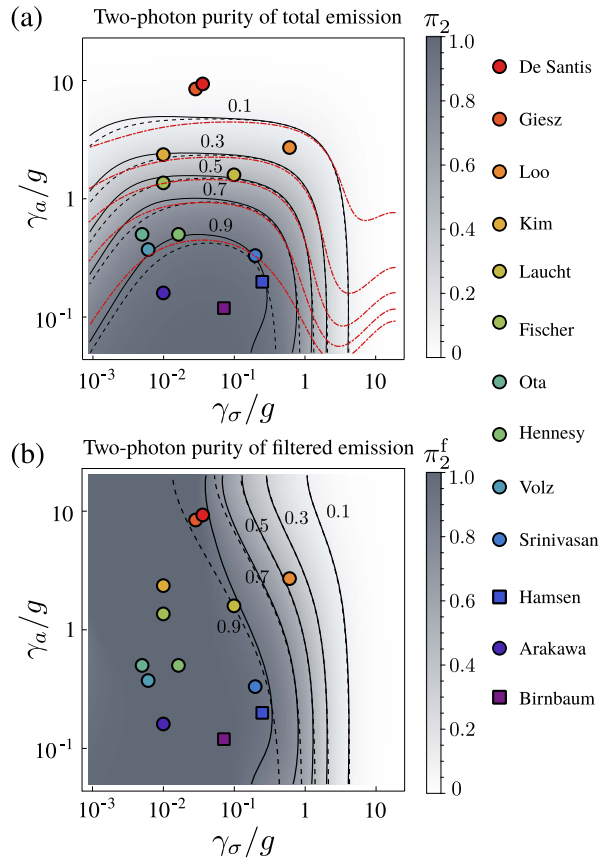 (a)
Two-photon purity of total emission
π₂
1.0
0.8
0.6
0.4
0.2
0
γₐ/g
10
1
10⁻¹
0.1
0.3
0.5
0.7
0.9
10⁻³
10⁻²
10⁻¹
1
10
γσ/g
(b)
Two-photon purity of filtered emission
π₂ᶠ
1.0
0.8
0.6
0.4
0.2
0
γₐ/g
10
1
10⁻¹
0.1
0.3
0.5
0.7
0.9
10⁻³
10⁻²
10⁻¹
1
10
γσ/g
De Santis
Giesz
Loo
Kim
Laucht
Fischer
Ota
Hennesy
Volz
Srinivasan
Hamsen
Arakawa
Birnbaum